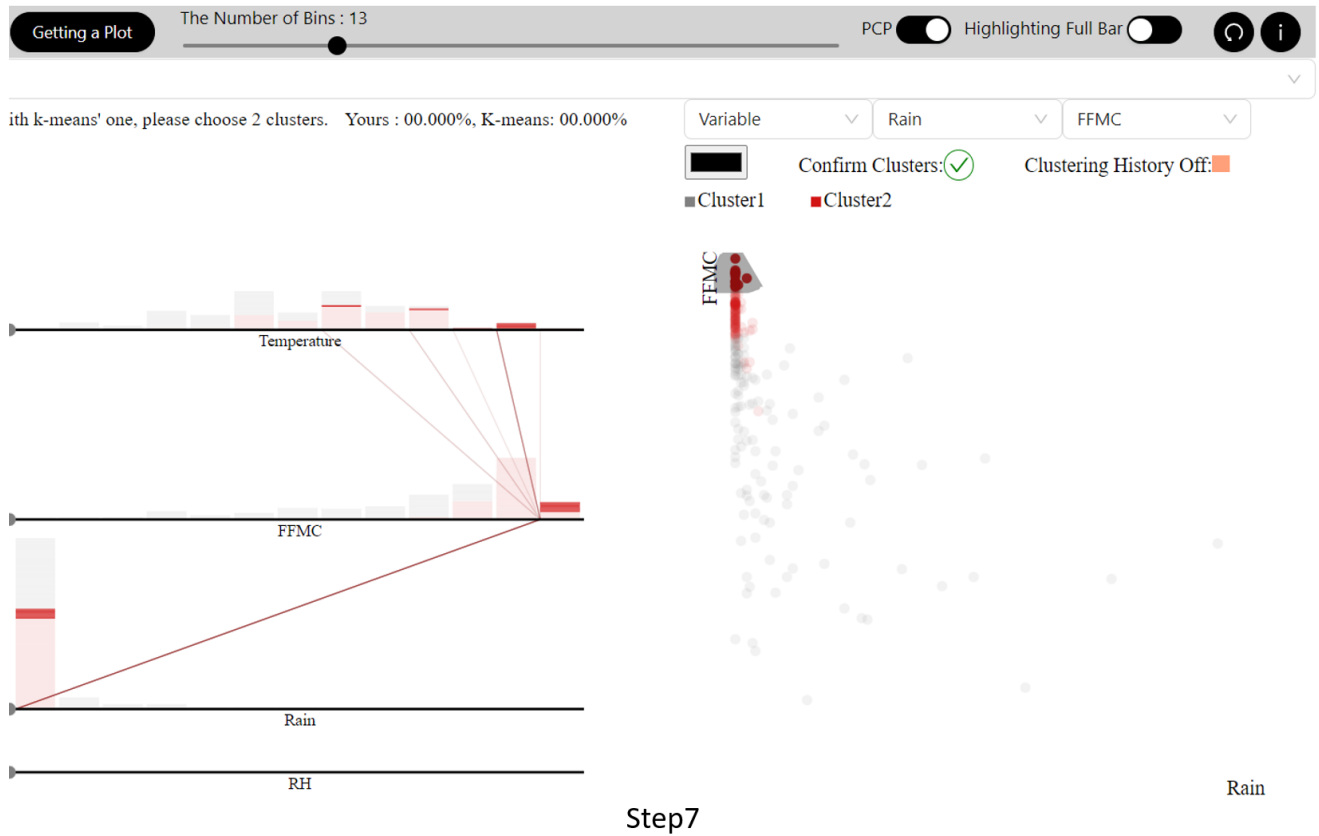 Getting a Plot
The Number of Bins : 13
PCP
Highlighting Full Bar
i
ith k-means' one, please choose 2 clusters. Yours : 00.000%, K-means: 00.000%
Variable
Rain
FFMC
Confirm Clusters:
Clustering History Off:
Cluster1
Cluster2
FFMC
Temperature
FFMC
Rain
RH
Rain
Step7